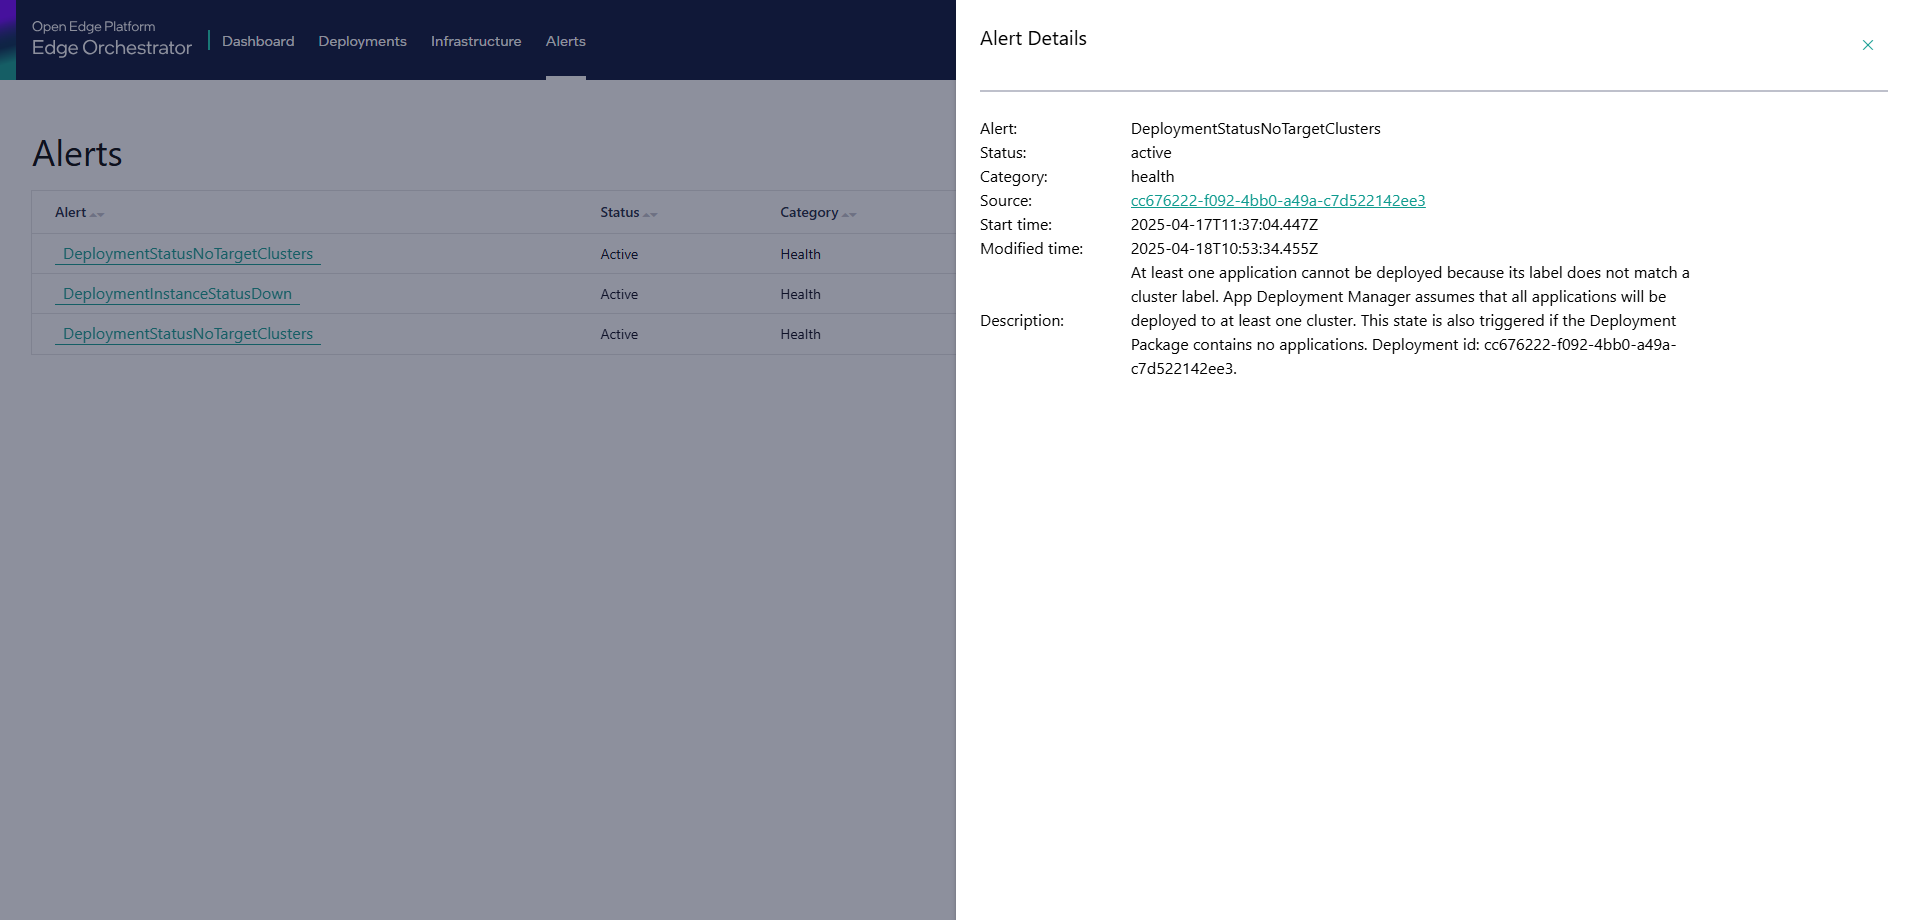 Open Edge Platform
Edge Orchestrator
Dashboard Deployments Infrastructure Alerts
Alerts
Alert Status Category
DeploymentStatusNoTargetClusters Active Health
DeploymentInstanceStatusDown Active Health
DeploymentStatusNoTargetClusters Active Health
Alert Details
Alert: DeploymentStatusNoTargetClusters
Status: active
Category: health
Source: cc676222-f092-4bb0-a49a-c7d522142ee3
Start time: 2025-04-17T11:37:04.447Z
Modified time: 2025-04-18T10:53:34.455Z
Description: At least one application cannot be deployed because its label does not match a
cluster label. App Deployment Manager assumes that all applications will be
deployed to at least one cluster. This state is also triggered if the Deployment
Package contains no applications. Deployment id: cc676222-f092-4bb0-a49a-
c7d522142ee3.